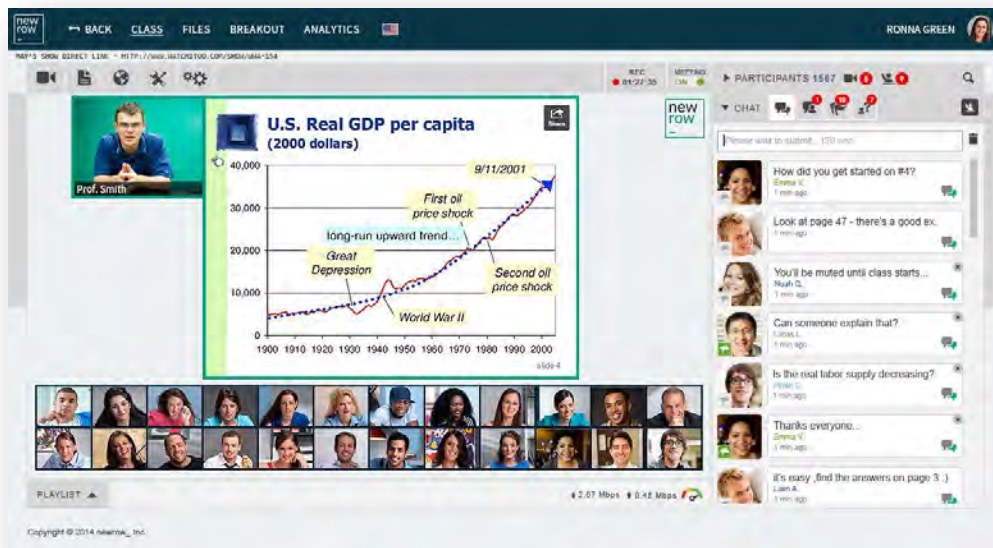 new
row
BACK CLASS FILES BREAKOUT ANALYTICS
RONNA GREEN
REC
01:27:35
MEETING
ON
PARTICIPANTS 1567
CHAT
new
row
Prof. Smith
U.S. Real GDP per capita
(2000 dollars)
Share
40,000
30,000
20,000
10,000
0
9/11/2001
First oil
price shock
long-run upward trend…
Great
Depression
Second oil
price shock
World War II
1900 1910 1920 1930 1940 1950 1960 1970 1980 1990 2000
slide 4
How did you get started on #4?
Emma V.
1 min ago
Look at page 47 - there's a good ex.
1 min ago
You'll be muted until class starts...
Noah Q.
1 min ago
Can someone explain that?
Lucas L.
1 min ago
Is the real labor supply decreasing?
1 min ago
Thanks everyone...
Emma V.
1 min ago
it's easy ,find the answers on page 3 :)
Liam A.
1 min ago
PLAYLIST
2.67 Mbps 0.48 Mbps
Copyright © 2014 newrow_ Inc.